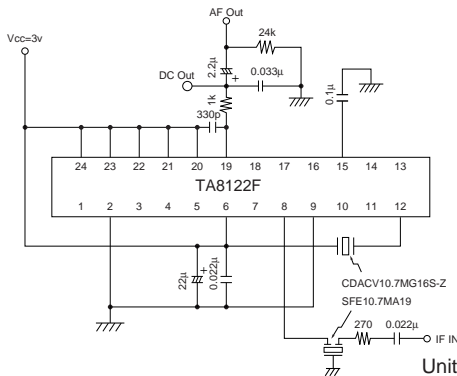 AF Out
Vcc=3v
24k
2.2μ
+
DC Out
0.033μ
1k
330p
0.1μ
24 23 22 21 20 19 18 17 16 15 14 13
TA8122F
1 2 3 4 5 6 7 8 9 10 11 12
22μ
+
0.022μ
CDACV10.7MG16S-Z
SFE10.7MA19
270
0.022μ
IF IN
Unit